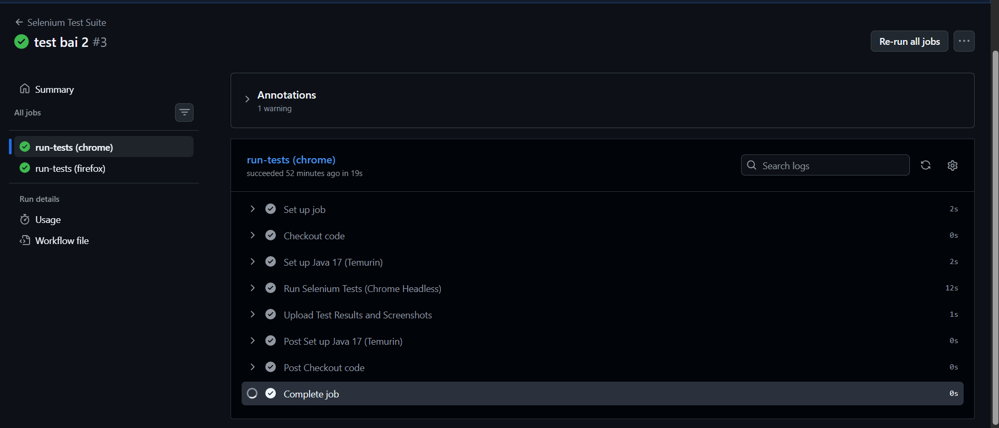 Selenium Test Suite
test bai 2 #3
Re-run all jobs
Summary
All jobs
run-tests (chrome)
run-tests (firefox)
Run details
Usage
Workflow file
Annotations
1 warning
run-tests (chrome)
succeeded 52 minutes ago in 19s
Search logs
Set up job 2s
Checkout code 0s
Set up Java 17 (Temurin) 2s
Run Selenium Tests (Chrome Headless) 12s
Upload Test Results and Screenshots 1s
Post Set up Java 17 (Temurin) 0s
Post Checkout code 0s
Complete job 0s